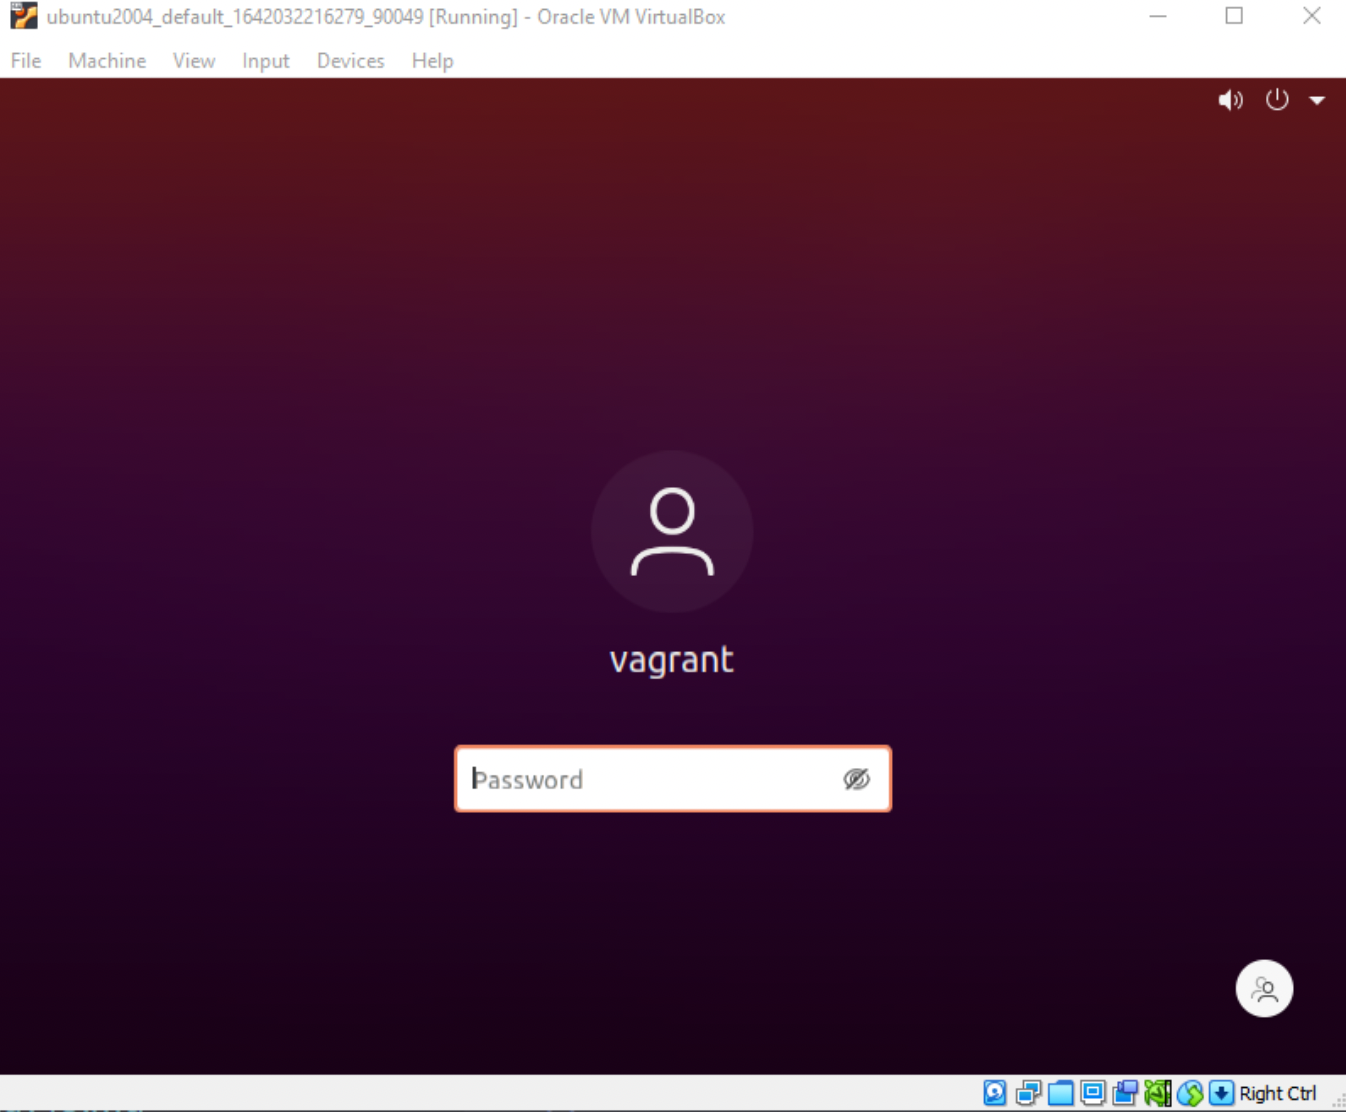 ubuntu2004_default_1642032216279_90049 [Running] - Oracle VM VirtualBox
File Machine View Input Devices Help
vagrant
Password
Right Ctrl